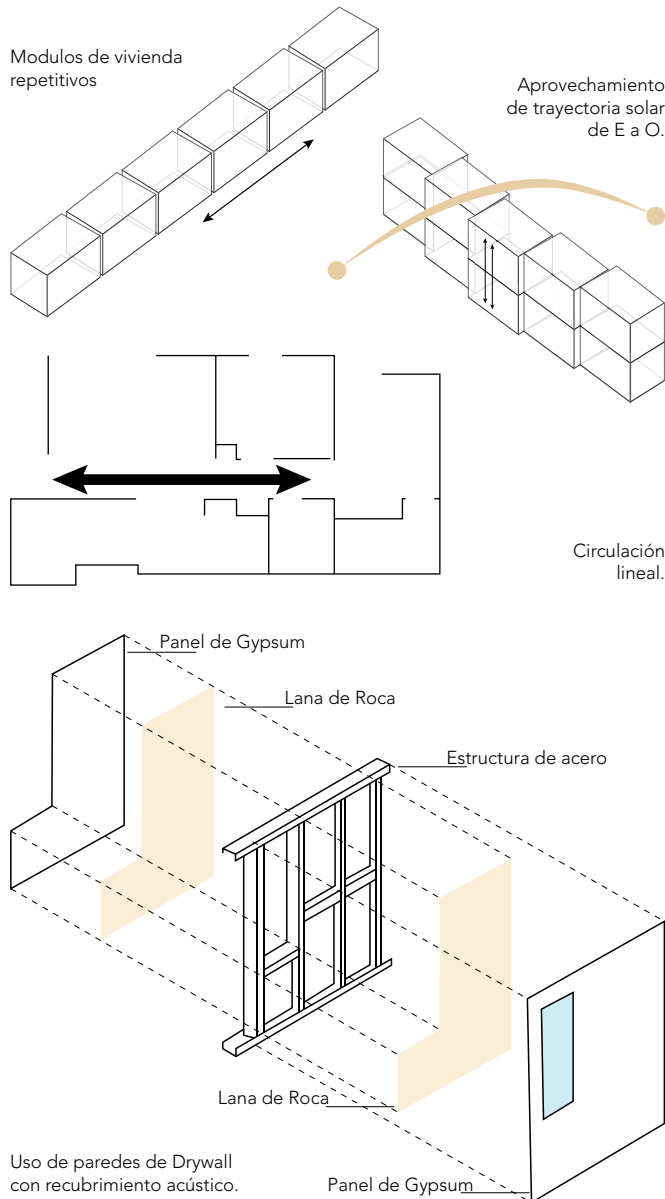 Modulos de vivienda
repetitivos
Aprovechamiento
de trayectoria solar
de E a O.
Circulación
lineal.
Panel de Gypsum
Lana de Roca
Estructura de acero
Lana de Roca
Uso de paredes de Drywall
con recubrimiento acústico.
Panel de Gypsum